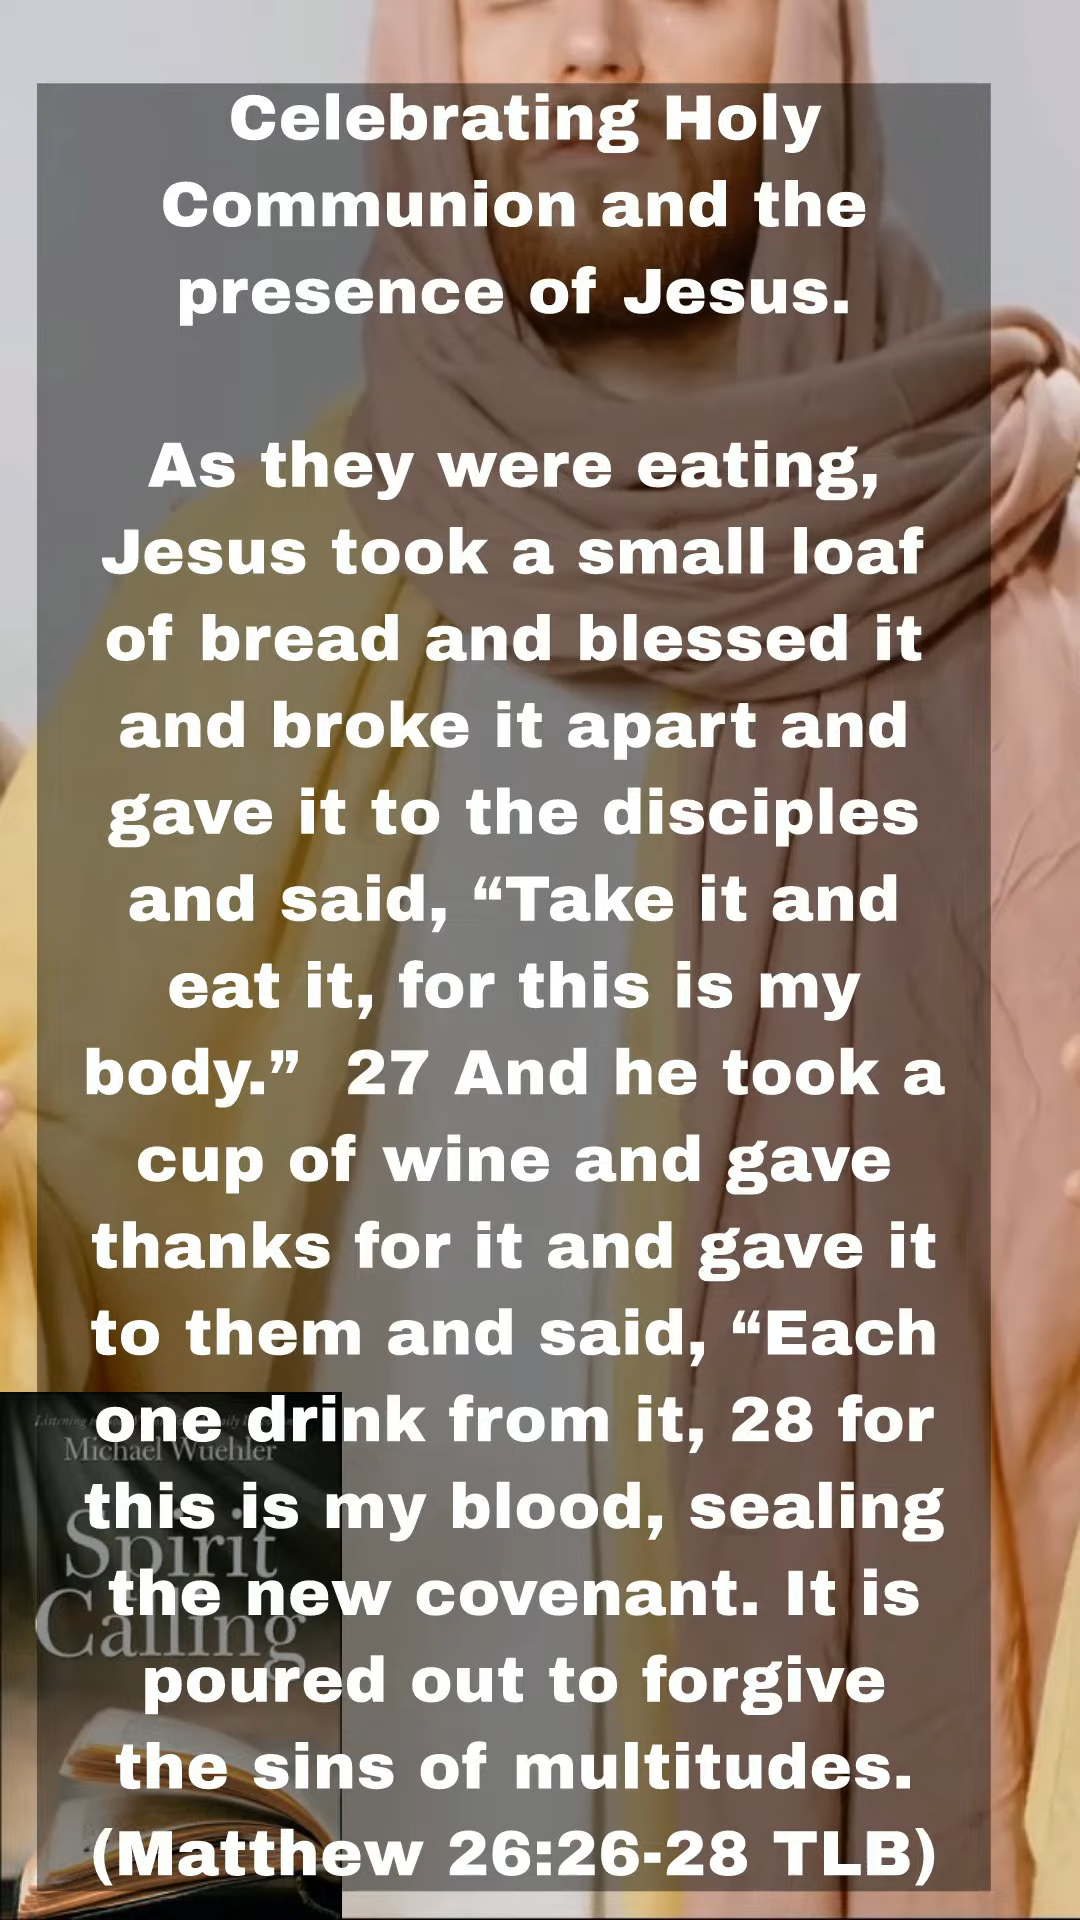 Celebrating Holy
Communion and the
presence of Jesus.
As they were eating,
Jesus took a small loaf
of bread and blessed it
and broke it apart and
gave it to the disciples
and said, “Take it and
eat it, for this is my
body.”  27 And he took a
cup of wine and gave
thanks for it and gave it
to them and said, “Each
one drink from it, 28 for
this is my blood, sealing
the new covenant. It is
poured out to forgive
the sins of multitudes.
(Matthew 26:26-28 TLB)
Listening
Michael Wuehler
Spirit
Calling